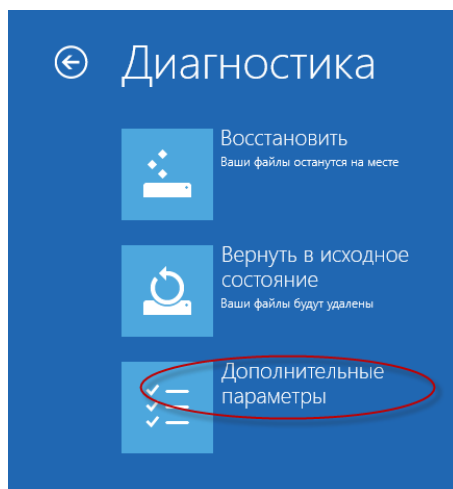 Диагностика
Восстановить
Ваши файлы останутся на месте
Вернуть в исходное
состояние
Ваши файлы будут удалены
Дополнительные
параметры